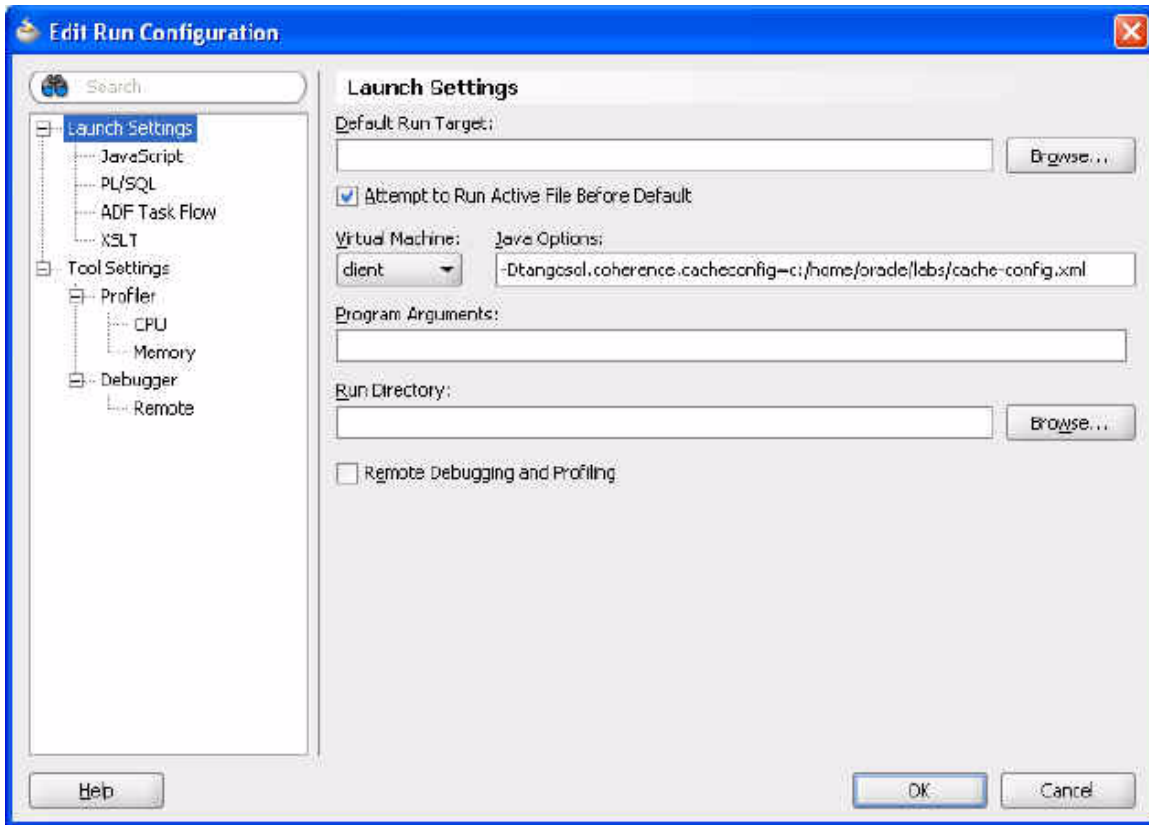 Edit Run Configuration
Search
Launch Settings
JavaScript
PL/SQL
ADF Task Flow
XSLT
Tool Settings
Profiler
CPU
Memory
Debugger
Remote
Launch Settings
Default Run Target:
Browse...
Attempt to Run Active File Before Default
Virtual Machine: Java Options:
client -Dtangosol.coherence.cacheconfig=c:/home/oracle/labs/cache-config.xml
Program Arguments:
Run Directory:
Browse...
Remote Debugging and Profiling
Help OK Cancel